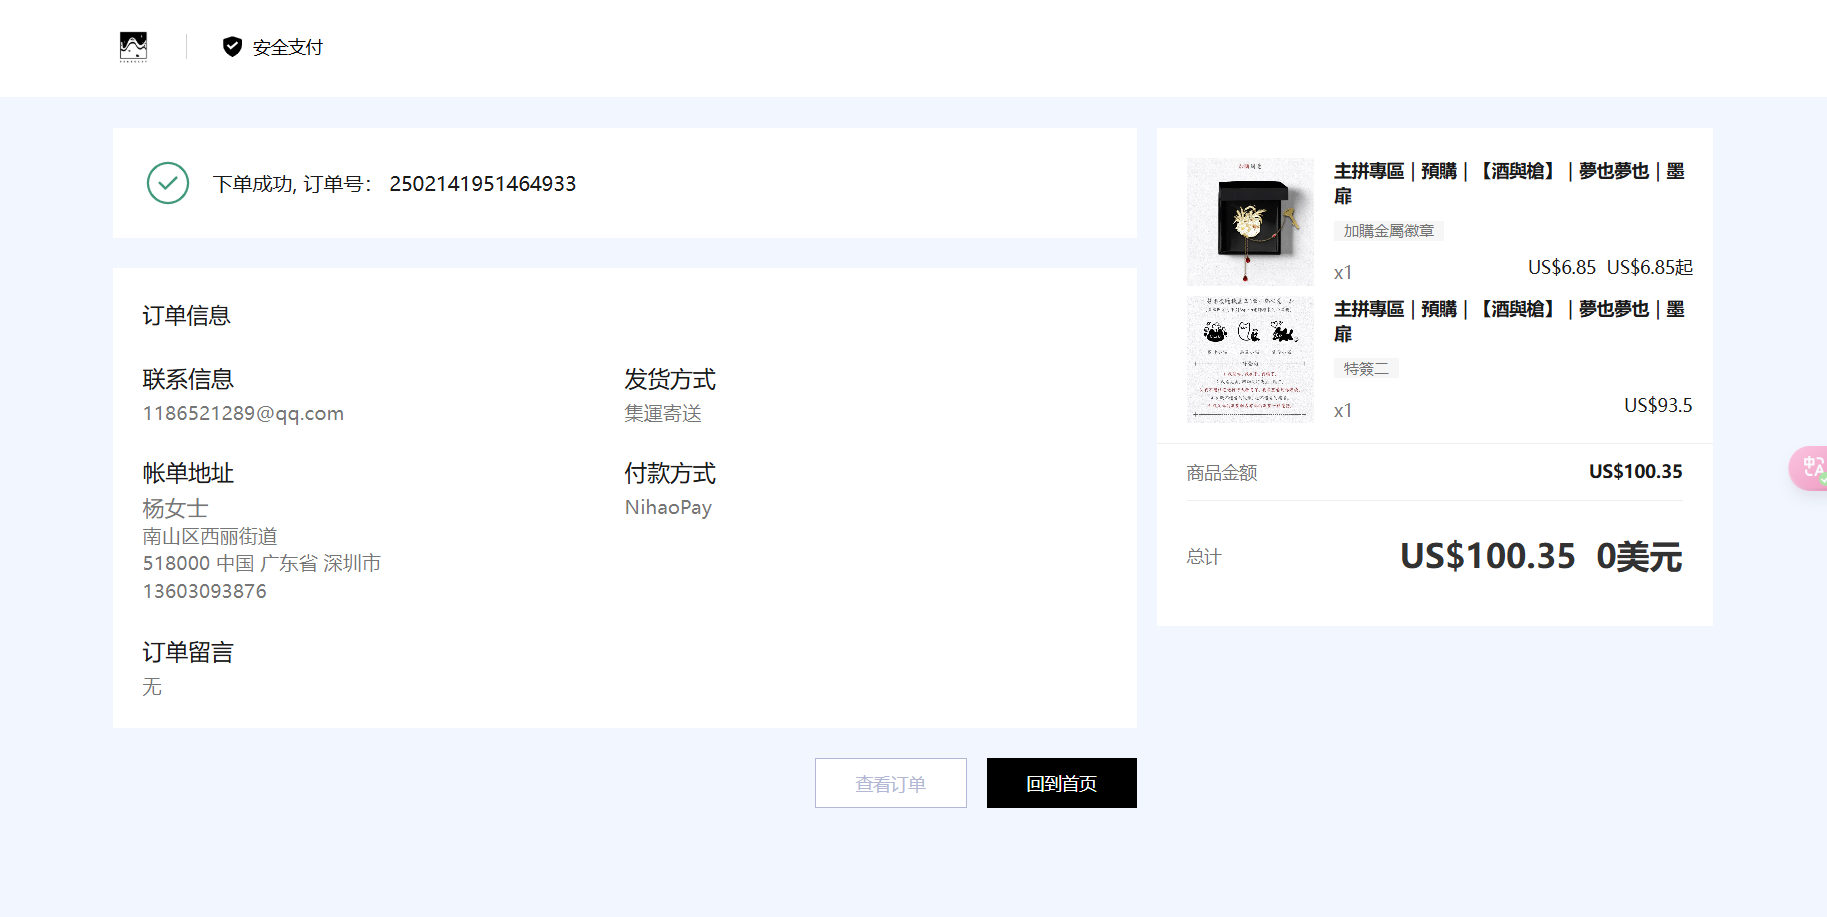 安全支付
下单成功, 订单号： 2502141951464933
订单信息
联系信息
1186521289@qq.com
发货方式
集運寄送
帐单地址
杨女士
南山区西丽街道
518000 中国 广东省 深圳市
13603093876
付款方式
NihaoPay
订单留言
无
查看订单
回到首页
主拼專區 | 預購 | 【酒與槍】 | 夢也夢也 | 墨
扉
加購金屬徽章
x1
US$6.85 US$6.85起
主拼專區 | 預購 | 【酒與槍】 | 夢也夢也 | 墨
扉
特簽二
x1
US$93.5
商品金额
US$100.35
总计
US$100.35 0美元